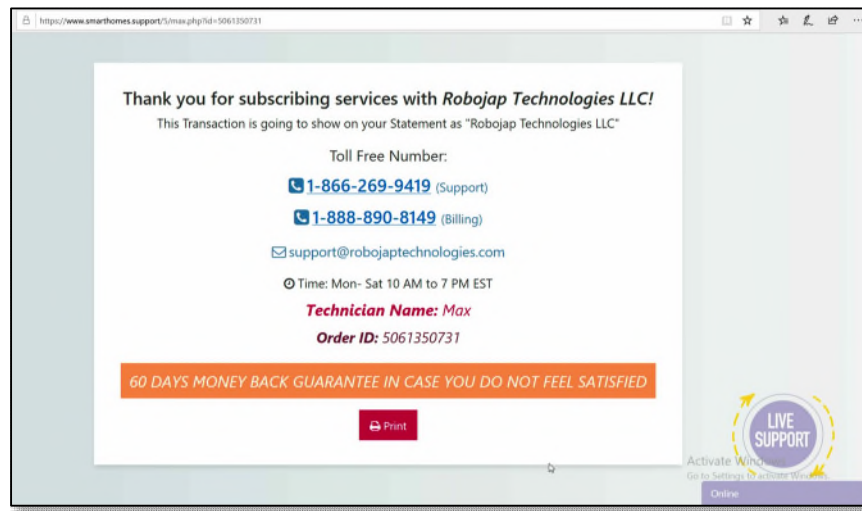 https://www.smarthomes.support/S/max.php?id=5061350731
Thank you for subscribing services with Robojap Technologies LLC!
This Transaction is going to show on your Statement as "Robojap Technologies LLC"
Toll Free Number:
1-866-269-9419 (Support)
1-888-890-8149 (Billing)
support@robojaptechnologies.com
Time: Mon- Sat 10 AM to 7 PM EST
Technician Name: Max
Order ID: 5061350731
60 DAYS MONEY BACK GUARANTEE IN CASE YOU DO NOT FEEL SATISFIED
Print
LIVE
SUPPORT
Activate Windows
Go to Settings to activate Windows.
Online